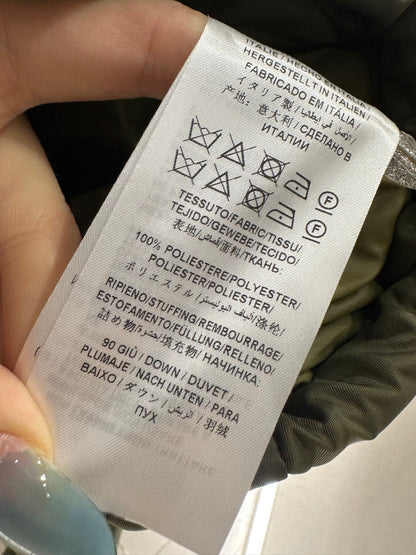 ITALIE / HECHO EN ITALIA /
HERGESTELLT IN ITALIEN /
FABRICADO EM ITÁLIA /
イタリア製 / الأصل في إيطاليا /
产地：意大利 / СДЕЛАНО В
ИТАЛИИ
P
F
P
F
TESSUTO/FABRIC/TISSU/
TEJIDO/GEWEBE/TECIDO/
表地/القماش/面料/ТКАНЬ:
100% POLIESTERE/POLYESTER/
POLIESTER/POLIESTER/
ポリエステル/ألياف البوليستر/涤纶/
RIPIENO/STUFFING/REMBOURRAGE/
ESTOFAMENTO/FÜLLUNG/RELLENO/
詰め物/حشوة/填充物/НАЧИНКА:
90 GIÙ / DOWN / DUVET /
PLUMAJE / NACH UNTEN / PARA
BAIXO / ダウン / الريش / 羽绒
ПУХ